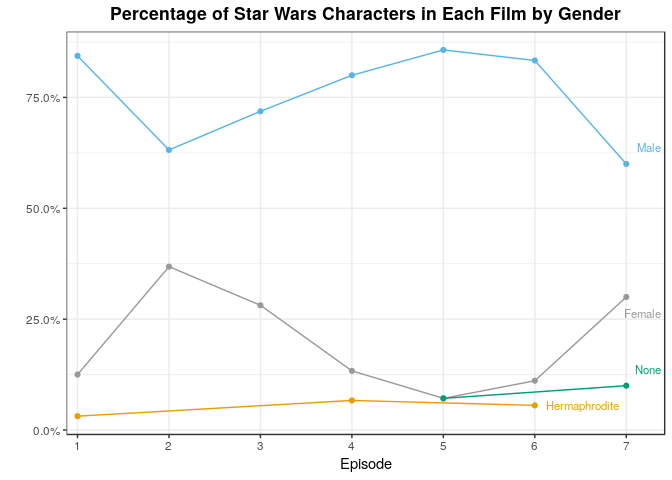 Percentage of Star Wars Characters in Each Film by Gender
75.0%
50.0%
25.0%
0.0%
Male
Female
None
Hermaphrodite
1 2 3 4 5 6 7
Episode